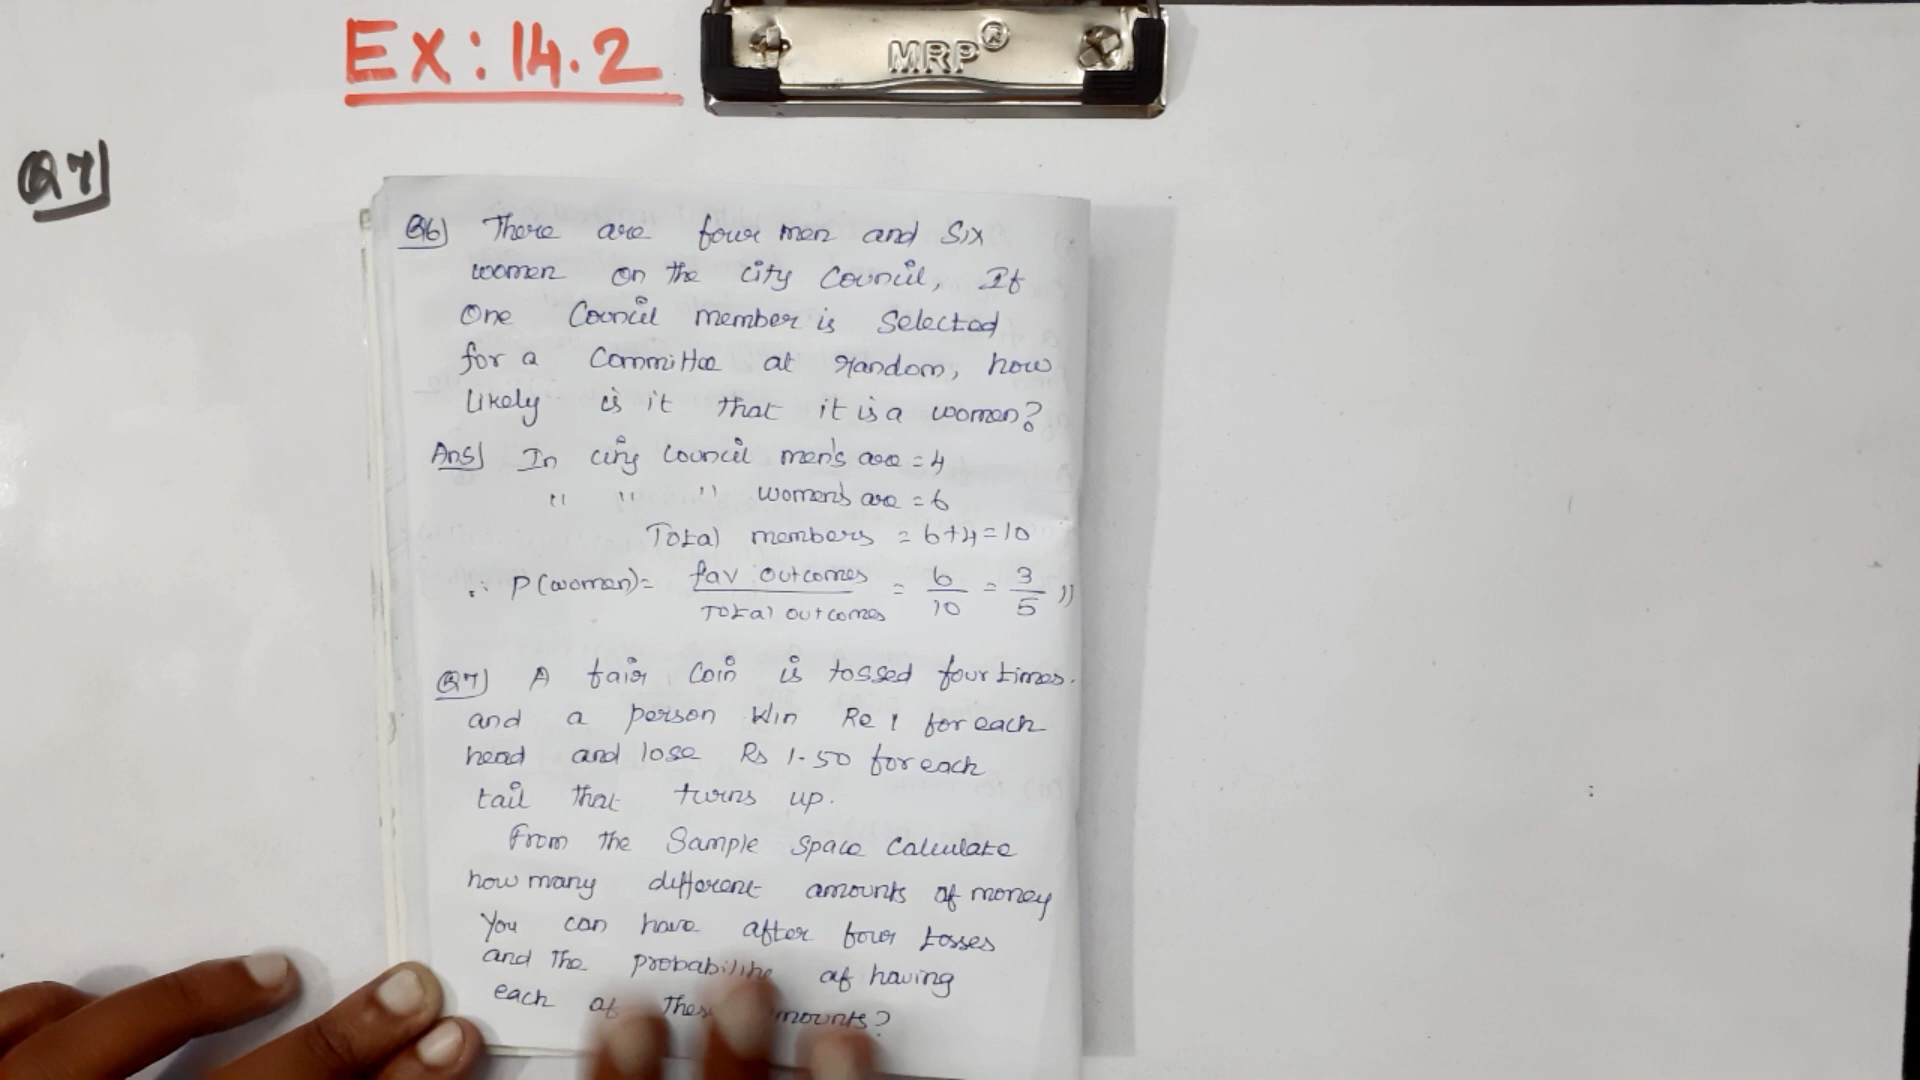 Ex: 14.2
MRP®
Q7
Q6) There are four men and Six
women on the city Council, If
One Council member is Selected
for a Committee at random, how
likely is it that it is a women?
Ans) In city Council men's are = 4
" " " women's are = 6
Total members = 6+4=10
∴ P(women) = fav outcomes / Total outcomes = 6/10 = 3/5 //
Q7) A fair Coin is tossed four times.
and a person Win Re 1 for each
head and lose Rs 1.50 for each
tail that turns up.
From the Sample Space Calculate
how many different amounts of money
You can have after four tosses
and the of having
each of